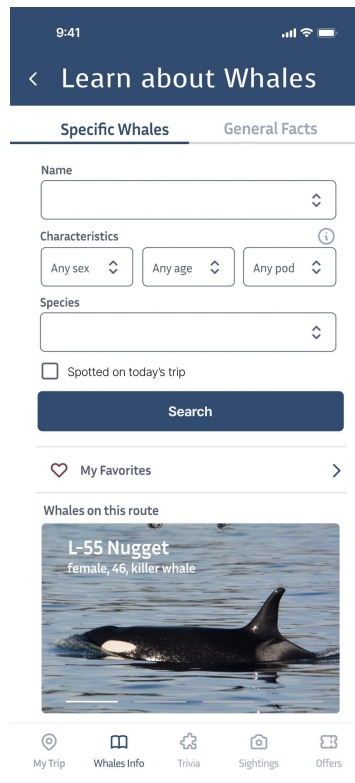 9:41
Learn about Whales
Specific Whales General Facts
Name
Characteristics
Any sex Any age Any pod
Species
Spotted on today's trip
Search
My Favorites
Whales on this route
L-55 Nugget
female, 46, killer whale
My Trip Whales Info Trivia Sightings Offers